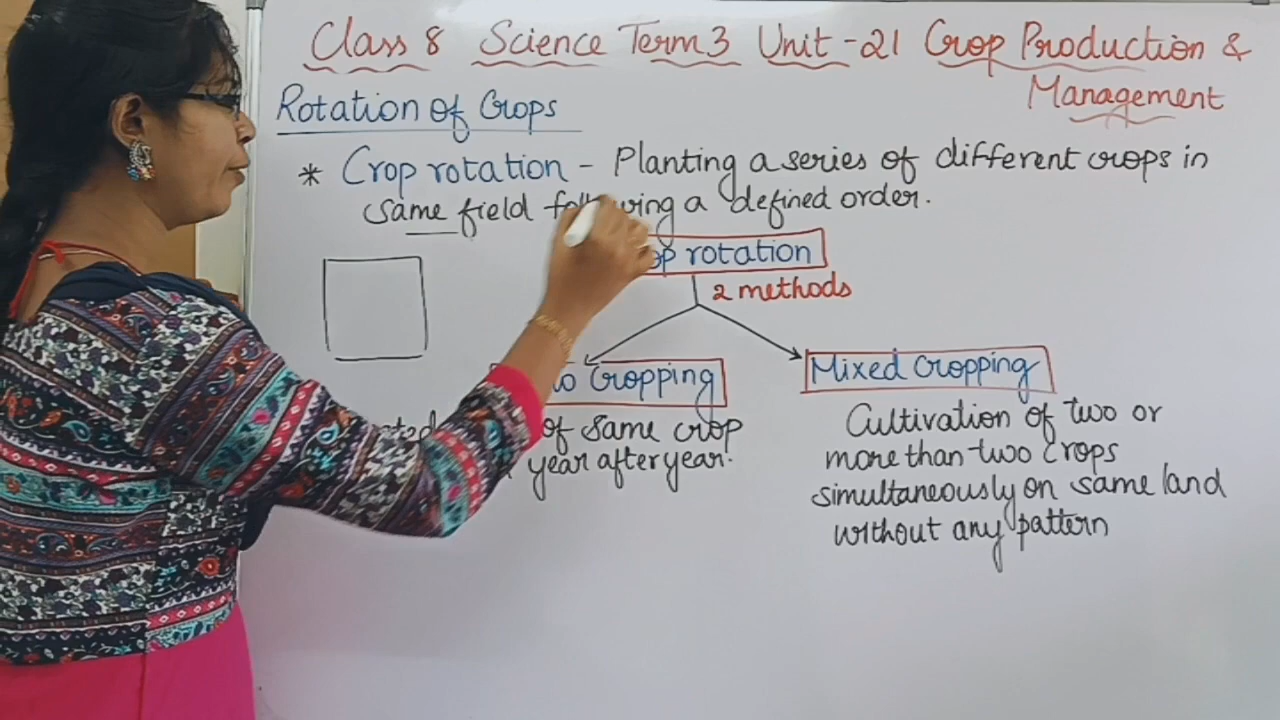 Class 8 Science Term 3 Unit - 21 Crop Production &
Management
Rotation of Crops
* Crop rotation - Planting a series of different crops in
same field following a defined order.
rotation
2 methods
Cropping
Mixed Cropping
of same crop
year after year.
Cultivation of two or
more than two crops
simultaneously on same land
without any pattern